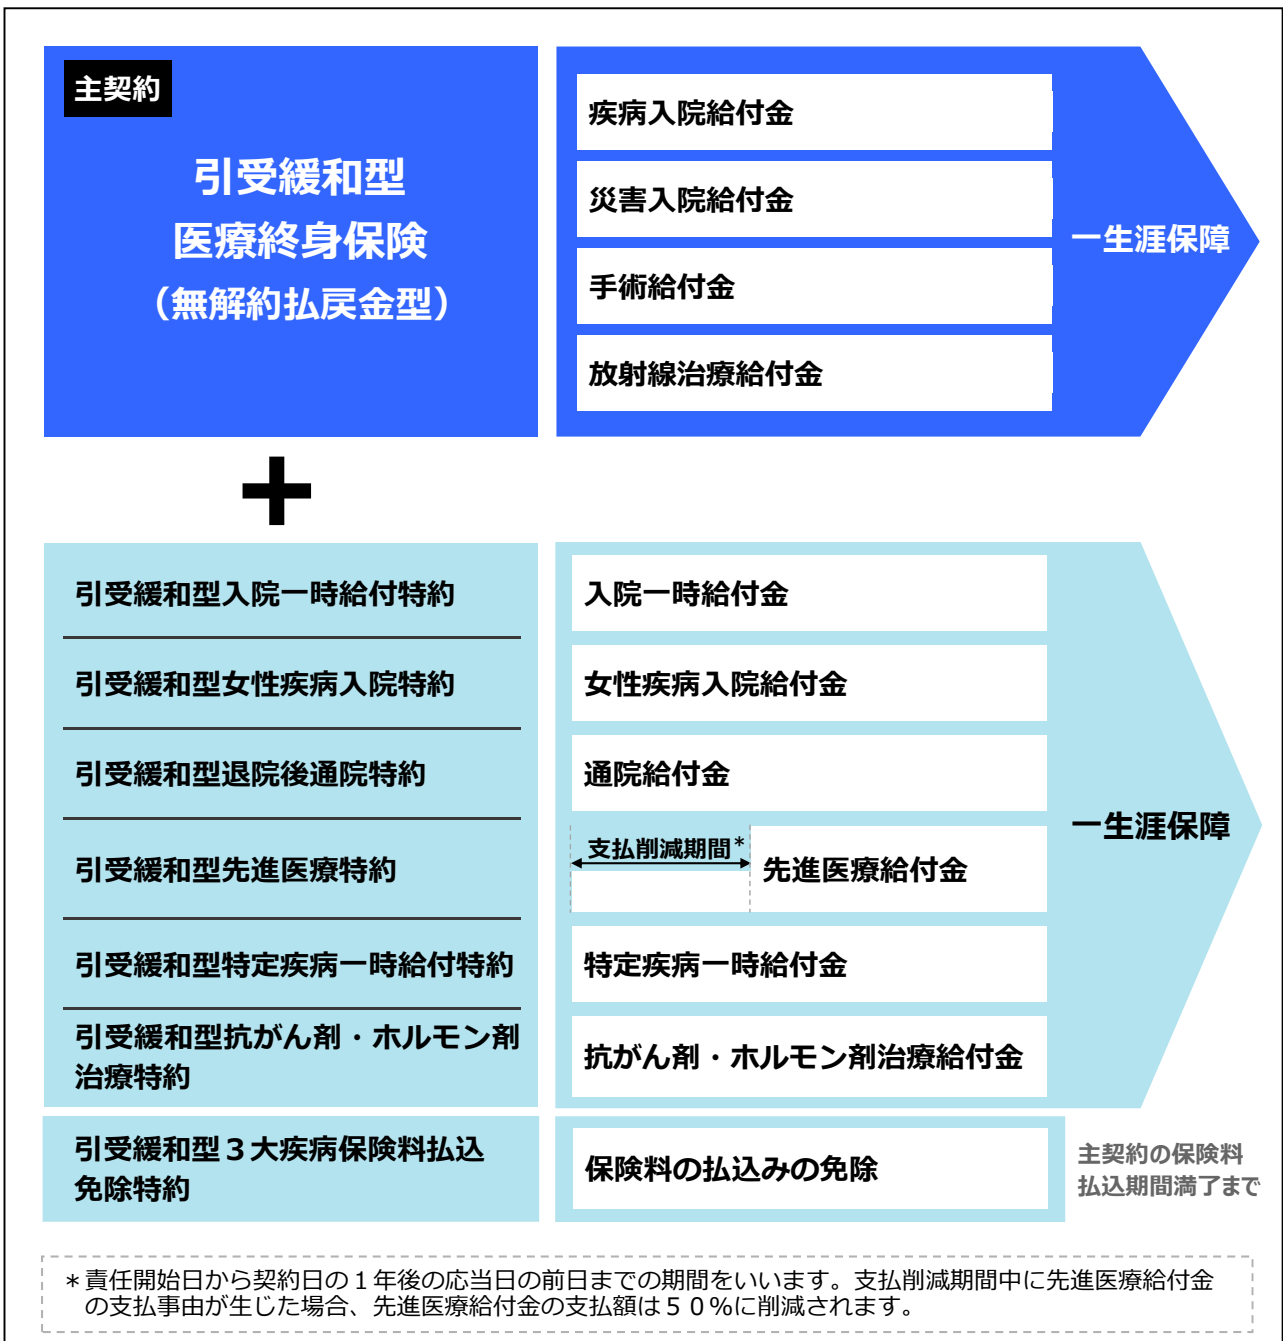 主契約
引受緩和型
医療終身保険
（無解約払戻金型）
疾病入院給付金
災害入院給付金
手術給付金
放射線治療給付金
一生涯保障
＋
引受緩和型入院一時給付特約
入院一時給付金
引受緩和型女性疾病入院特約
女性疾病入院給付金
引受緩和型退院後通院特約
通院給付金
引受緩和型先進医療特約
支払削減期間*
先進医療給付金
引受緩和型特定疾病一時給付特約
特定疾病一時給付金
引受緩和型抗がん剤・ホルモン剤
治療特約
抗がん剤・ホルモン剤治療給付金
一生涯保障
引受緩和型３大疾病保険料払込
免除特約
保険料の払込みの免除
主契約の保険料
払込期間満了まで
＊責任開始日から契約日の１年後の応当日の前日までの期間をいいます。支払削減期間中に先進医療給付金
の支払事由が生じた場合、先進医療給付金の支払額は５０％に削減されます。